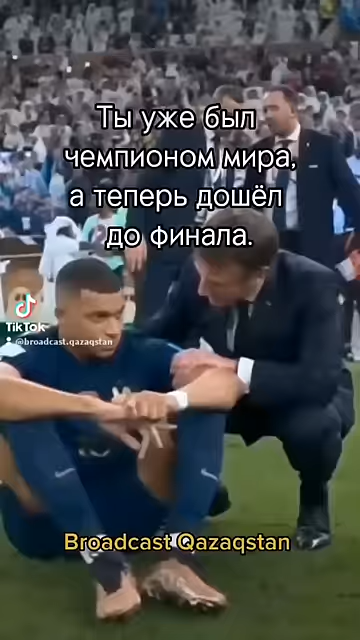 Ты уже был
чемпионом мира,
а теперь дошёл
до финала.
TikTok
@broadcast.qazaqstan
Broadcast Qazaqstan